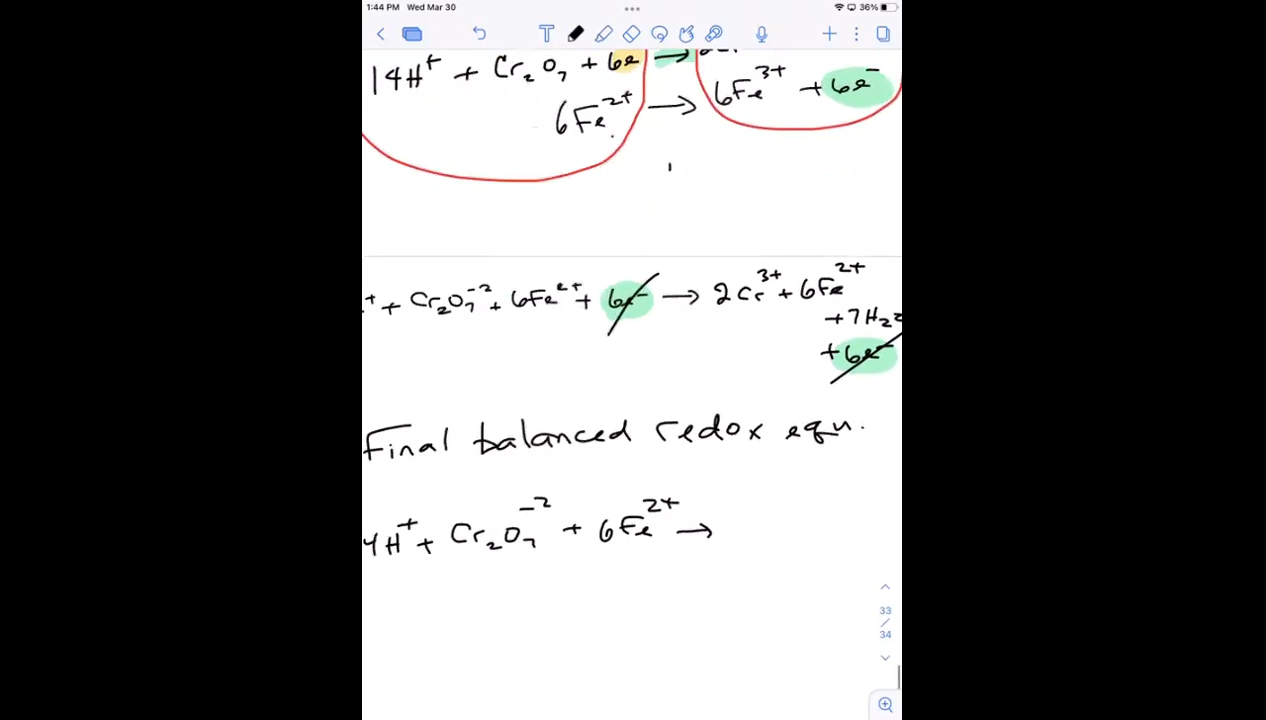 1:44 PM Wed Mar 30
36%
14H⁺ + Cr₂O₇ + 6e →
6Fe²⁺ → 6Fe³⁺ + 6e⁻
⁺ + Cr₂O₇⁻² + 6Fe²⁺ + 6e⁻ → 2Cr³⁺ + 6Fe²⁺
+ 7H₂
+ 6e⁻
Final balanced redox equ.
4H⁺ + Cr₂O₇⁻² + 6Fe²⁺ →
33
/
34